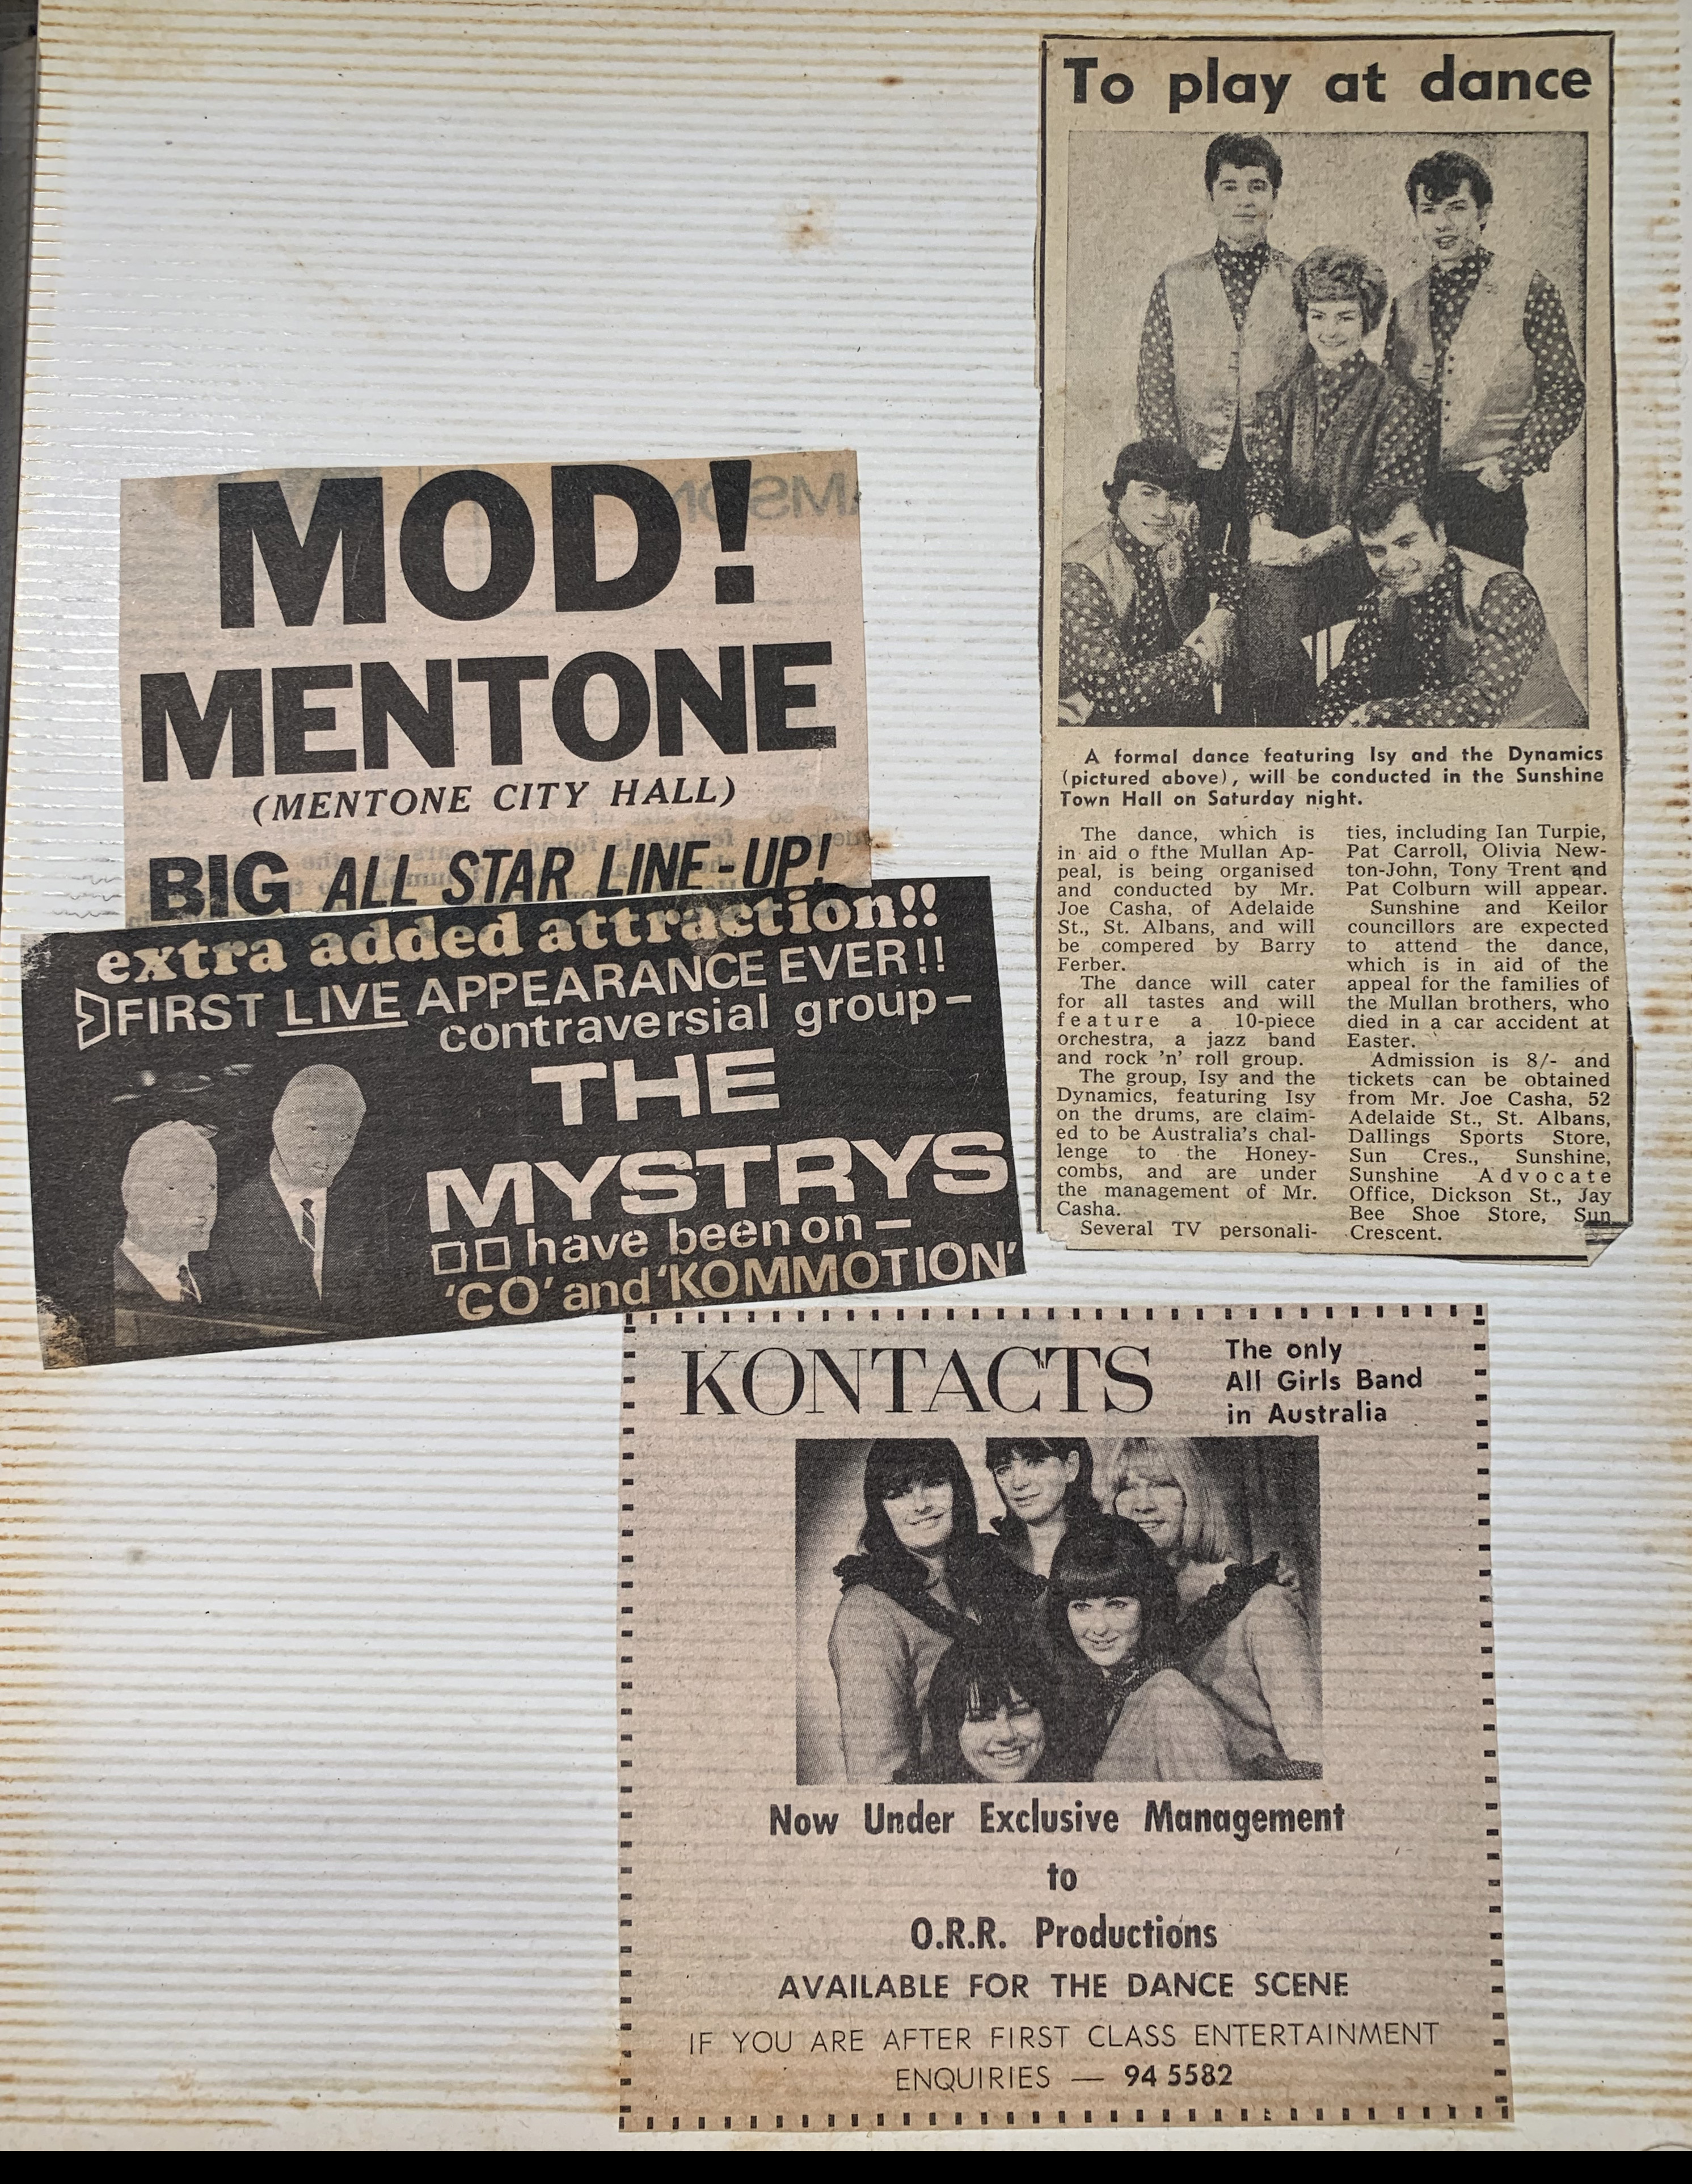 MOD!
MENTONE
(MENTONE CITY HALL)
BIG ALL STAR LINE-UP!
extra added attraction!!
FIRST LIVE APPEARANCE EVER!!
contraversial group—
THE
MYSTRYS
have been on —
'GO' and 'KOMMOTION'
To play at dance
A formal dance featuring Isy and the Dynamics
(pictured above), will be conducted in the Sunshine
Town Hall on Saturday night.
The dance, which is
in aid o fthe Mullan Ap-
peal, is being organised
and conducted by Mr.
Joe Casha, of Adelaide
St., St. Albans, and will
be compered by Barry
Ferber.
The dance will cater
for all tastes and will
feature a 10-piece
orchestra, a jazz band
and rock 'n' roll group.
The group, Isy and the
Dynamics, featuring Isy
on the drums, are claim-
ed to be Australia's chal-
lenge to the Honey-
combs, and are under
the management of Mr.
Casha.
Several TV personali-
ties, including Ian Turpie,
Pat Carroll, Olivia New-
ton-John, Tony Trent and
Pat Colburn will appear.
Sunshine and Keilor
councillors are expected
to attend the dance,
which is in aid of the
appeal for the families of
the Mullan brothers, who
died in a car accident at
Easter.
Admission is 8/- and
tickets can be obtained
from Mr. Joe Casha, 52
Adelaide St., St. Albans,
Dallings Sports Store,
Sun Cres., Sunshine,
Sunshine Advocate
Office, Dickson St., Jay
Bee Shoe Store, Sun
Crescent.
KONTACTS
The only
All Girls Band
in Australia
Now Under Exclusive Management
to
O.R.R. Productions
AVAILABLE FOR THE DANCE SCENE
IF YOU ARE AFTER FIRST CLASS ENTERTAINMENT
ENQUIRIES — 94 5582